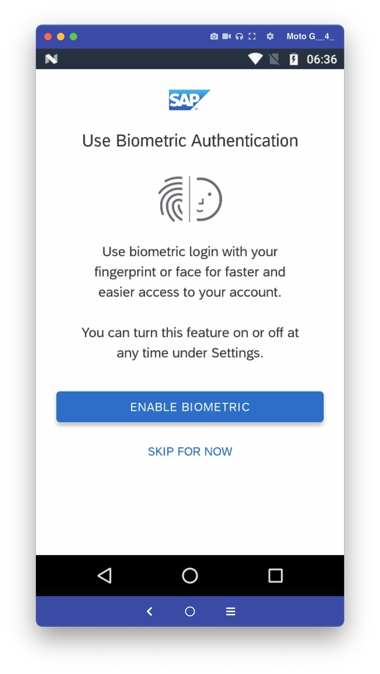 Moto G__4_
06:36
SAP
Use Biometric Authentication
Use biometric login with your
fingerprint or face for faster and
easier access to your account.
You can turn this feature on or off at
any time under Settings.
ENABLE BIOMETRIC
SKIP FOR NOW